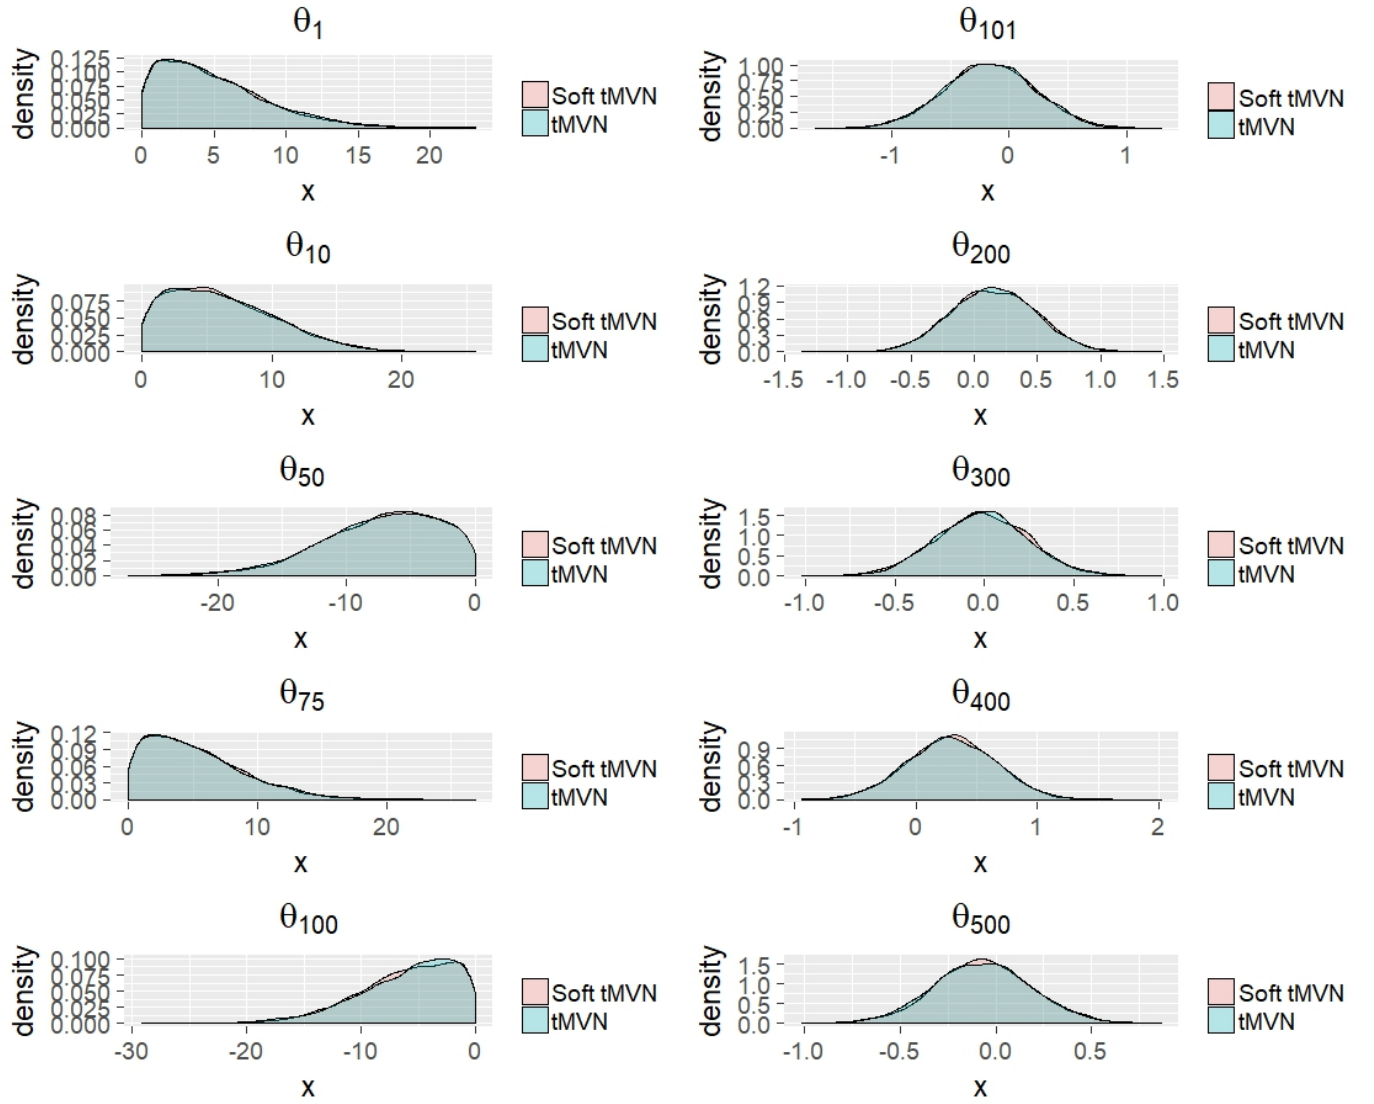 θ1
density
0.125
0.100
0.075
0.050
0.025
0.000
0 5 10 15 20
x
Soft tMVN
tMVN
θ101
density
1.00
0.75
0.50
0.25
0.00
-1 0 1
x
Soft tMVN
tMVN
θ10
density
0.075
0.050
0.025
0.000
0 10 20
x
Soft tMVN
tMVN
θ200
density
1.2
0.9
0.6
0.3
0.0
-1.5 -1.0 -0.5 0.0 0.5 1.0 1.5
x
Soft tMVN
tMVN
θ50
density
0.08
0.06
0.04
0.02
0.00
-20 -10 0
x
Soft tMVN
tMVN
θ300
density
1.5
1.0
0.5
0.0
-1.0 -0.5 0.0 0.5 1.0
x
Soft tMVN
tMVN
θ75
density
0.12
0.09
0.06
0.03
0.00
0 10 20
x
Soft tMVN
tMVN
θ400
density
0.9
0.6
0.3
0.0
-1 0 1 2
x
Soft tMVN
tMVN
θ100
density
0.100
0.075
0.050
0.025
0.000
-30 -20 -10 0
x
Soft tMVN
tMVN
θ500
density
1.5
1.0
0.5
0.0
-1.0 -0.5 0.0 0.5
x
Soft tMVN
tMVN